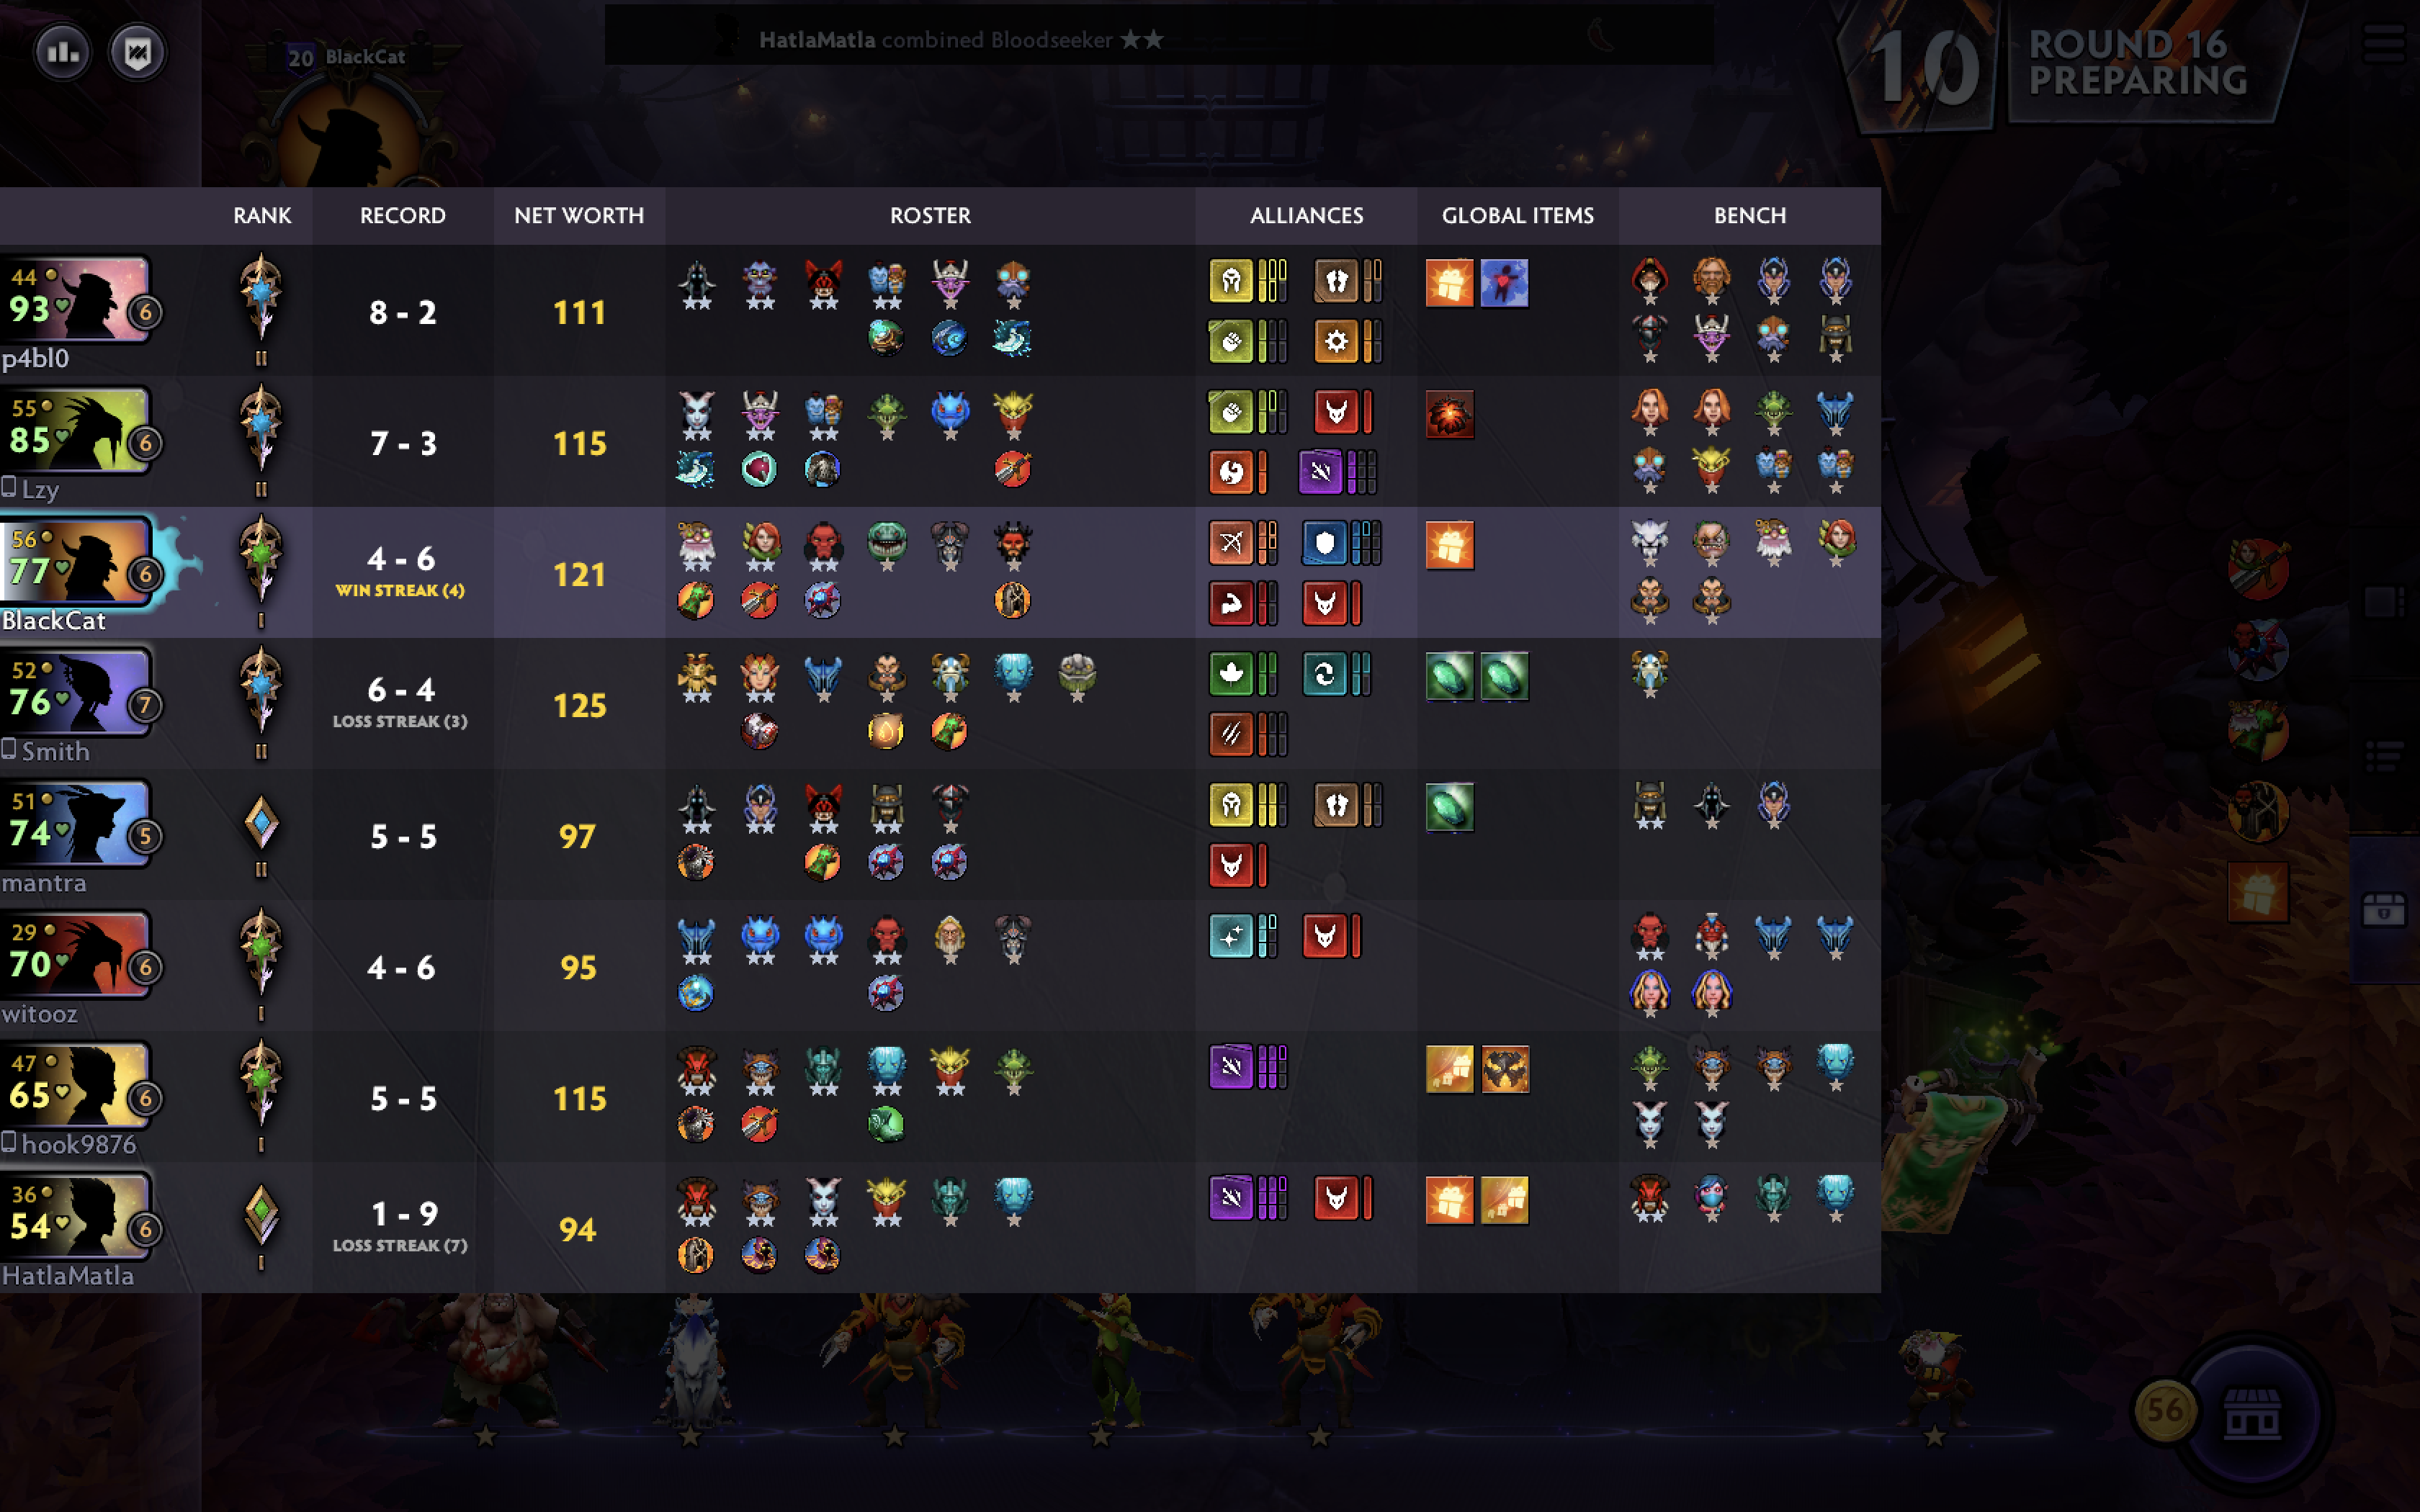 20 BlackCat
HatlaMatla combined Bloodseeker ★★
10
ROUND 16
PREPARING
RANK RECORD NET WORTH ROSTER ALLIANCES GLOBAL ITEMS BENCH
44
93 6
p4bl0
II
8 - 2
111
55
85 6
Lzy
II
7 - 3
115
56
77 6
BlackCat
I
4 - 6
WIN STREAK (4)
121
52
76 7
Smith
II
6 - 4
LOSS STREAK (3)
125
51
74 5
mantra
II
5 - 5
97
29
70 6
witooz
I
4 - 6
95
47
65 6
hook9876
I
5 - 5
115
36
54 6
HatlaMatla
I
1 - 9
LOSS STREAK (7)
94
56